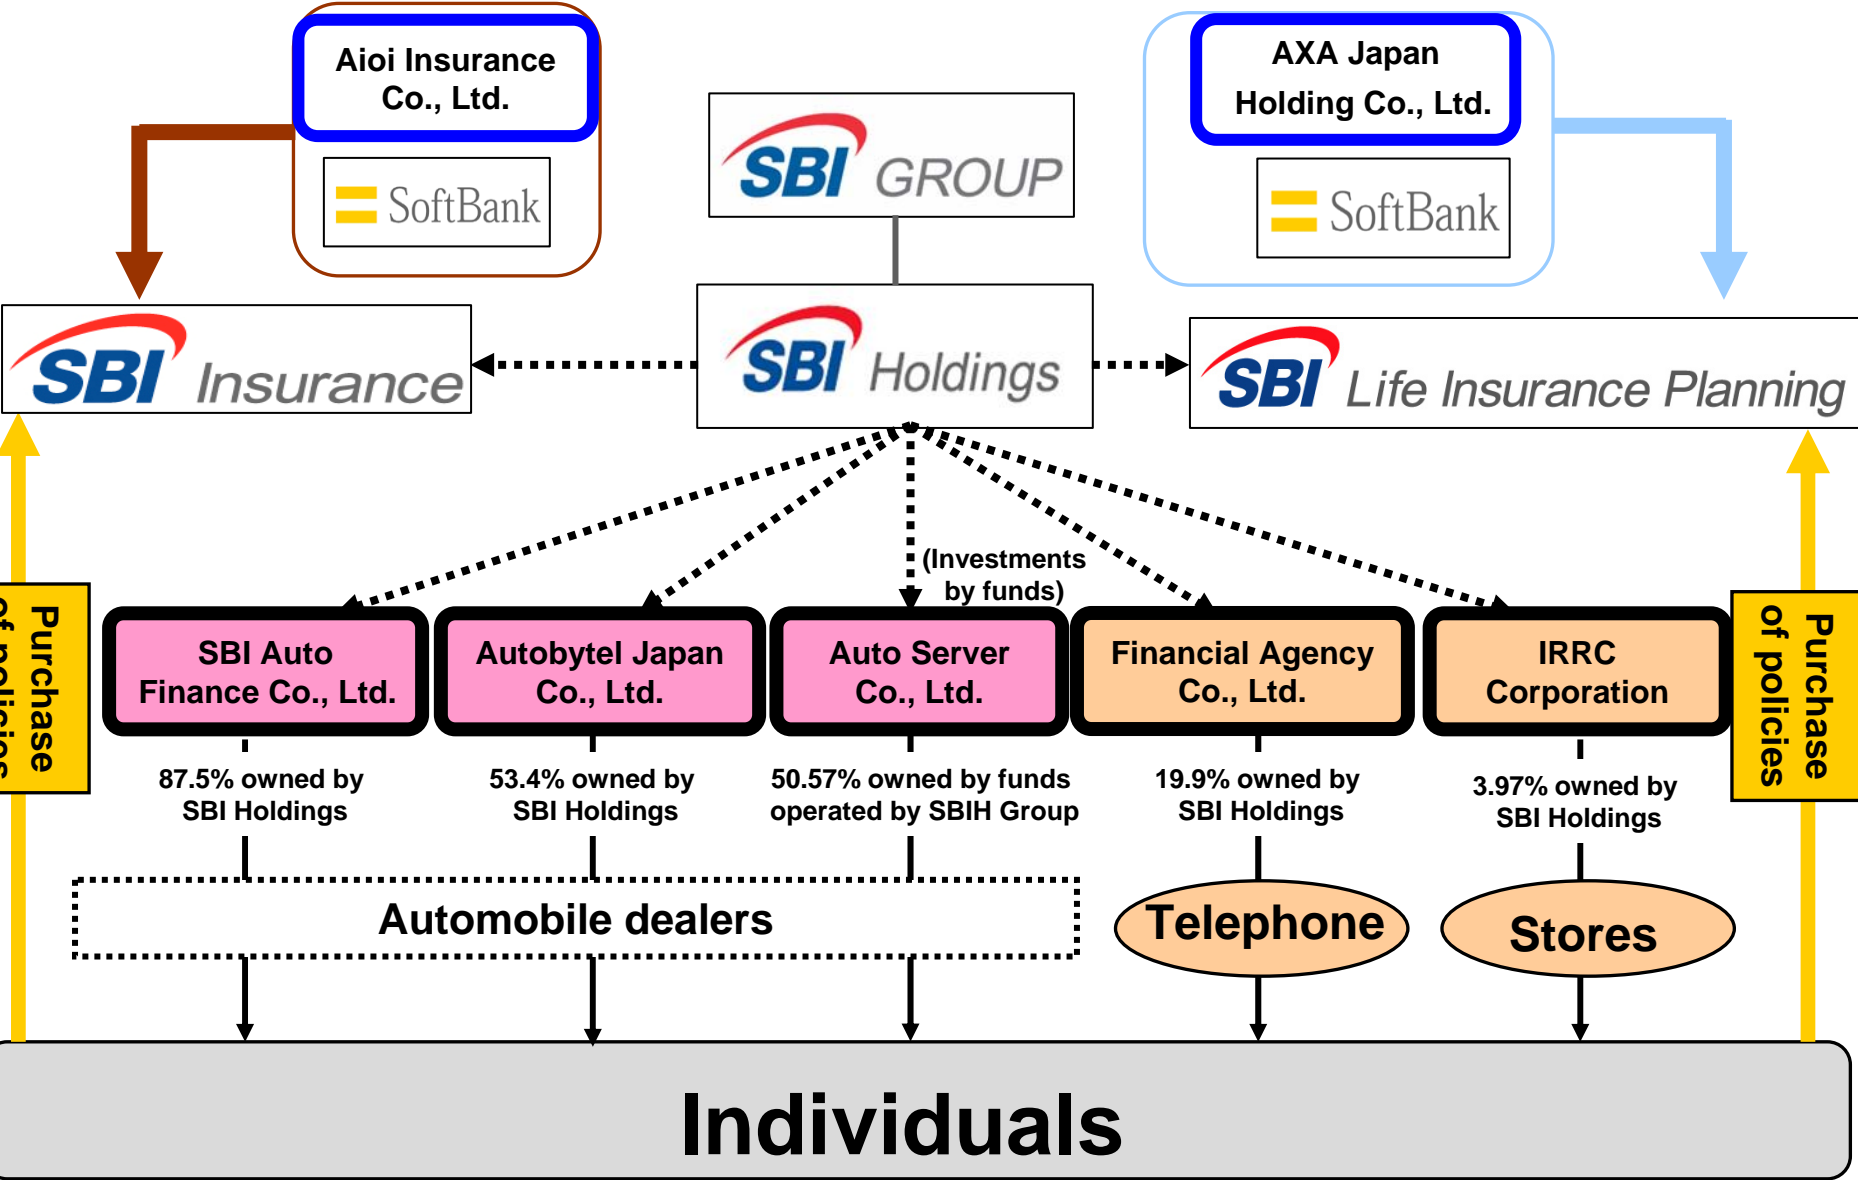 Aioi Insurance
Co., Ltd.
SoftBank
SBI GROUP
AXA Japan
Holding Co., Ltd.
SoftBank
SBI Insurance
SBI Holdings
SBI Life Insurance Planning
(Investments
by funds)
Purchase
of policies
SBI Auto
Finance Co., Ltd.
Autobytel Japan
Co., Ltd.
Auto Server
Co., Ltd.
Financial Agency
Co., Ltd.
IRRC
Corporation
Purchase
of policies
87.5% owned by
SBI Holdings
53.4% owned by
SBI Holdings
50.57% owned by funds
operated by SBIH Group
19.9% owned by
SBI Holdings
3.97% owned by
SBI Holdings
Automobile dealers
Telephone
Stores
Individuals